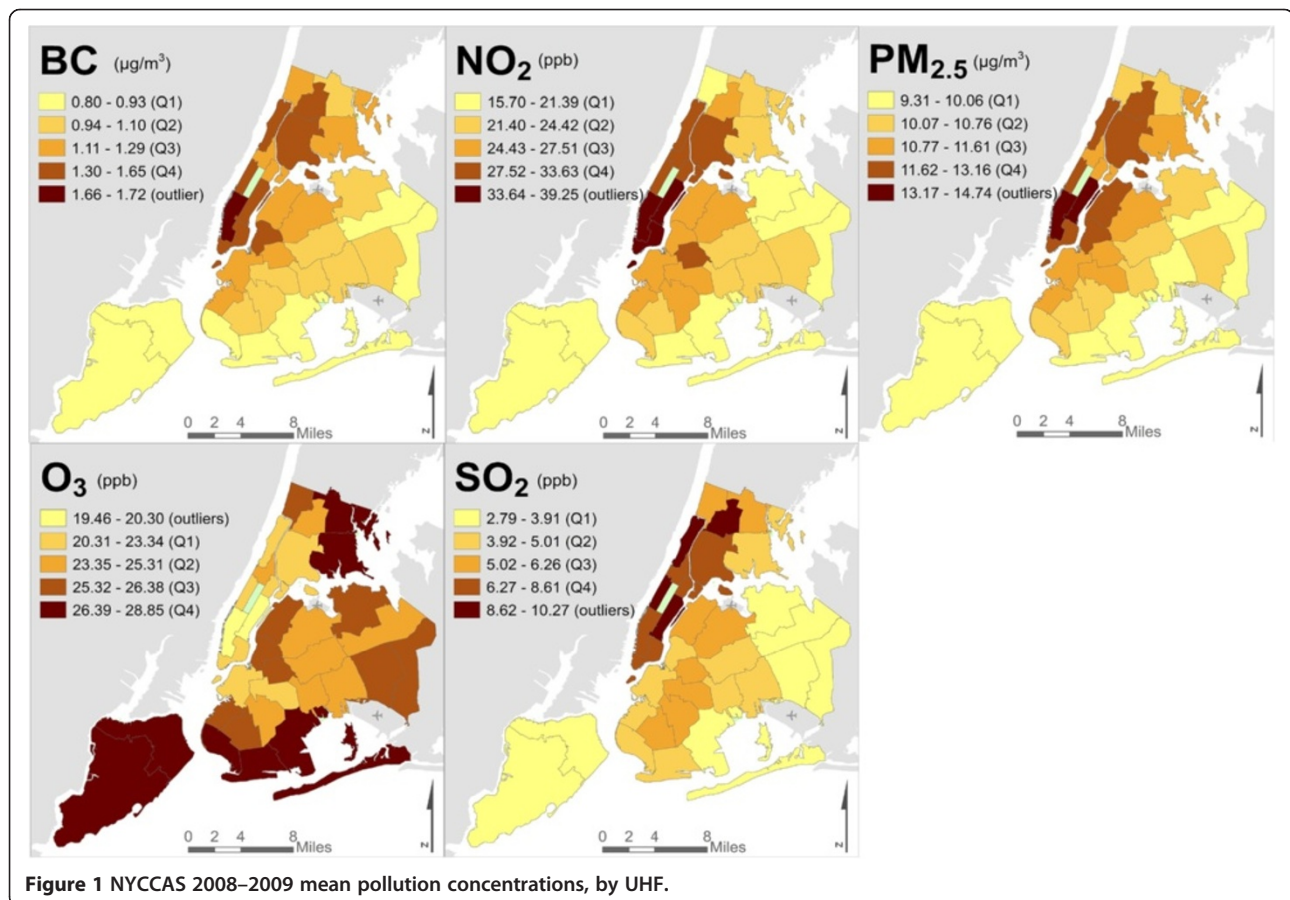 BC (µg/m³)
0.80 - 0.93 (Q1)
0.94 - 1.10 (Q2)
1.11 - 1.29 (Q3)
1.30 - 1.65 (Q4)
1.66 - 1.72 (outlier)
0 2 4 8
Miles
N
NO₂ (ppb)
15.70 - 21.39 (Q1)
21.40 - 24.42 (Q2)
24.43 - 27.51 (Q3)
27.52 - 33.63 (Q4)
33.64 - 39.25 (outliers)
0 2 4 8
Miles
N
PM₂.₅ (µg/m³)
9.31 - 10.06 (Q1)
10.07 - 10.76 (Q2)
10.77 - 11.61 (Q3)
11.62 - 13.16 (Q4)
13.17 - 14.74 (outliers)
0 2 4 8
Miles
N
O₃ (ppb)
19.46 - 20.30 (outliers)
20.31 - 23.34 (Q1)
23.35 - 25.31 (Q2)
25.32 - 26.38 (Q3)
26.39 - 28.85 (Q4)
0 2 4 8
Miles
N
SO₂ (ppb)
2.79 - 3.91 (Q1)
3.92 - 5.01 (Q2)
5.02 - 6.26 (Q3)
6.27 - 8.61 (Q4)
8.62 - 10.27 (outliers)
0 2 4 8
Miles
N
Figure 1 NYCCAS 2008–2009 mean pollution concentrations, by UHF.